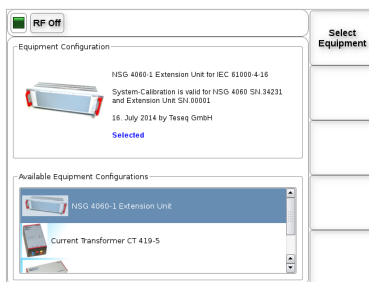 RF Off
Select
Equipment
Equipment Configuration
NSG 4060-1 Extension Unit for IEC 61000-4-16
System-Calibration is valid for NSG 4060 SN.34231
and Extension Unit SN.00001
16. July 2014 by Teseq GmbH
Selected
Available Equipment Configurations
NSG 4060-1 Extension Unit
Current Transformer CT 419-5